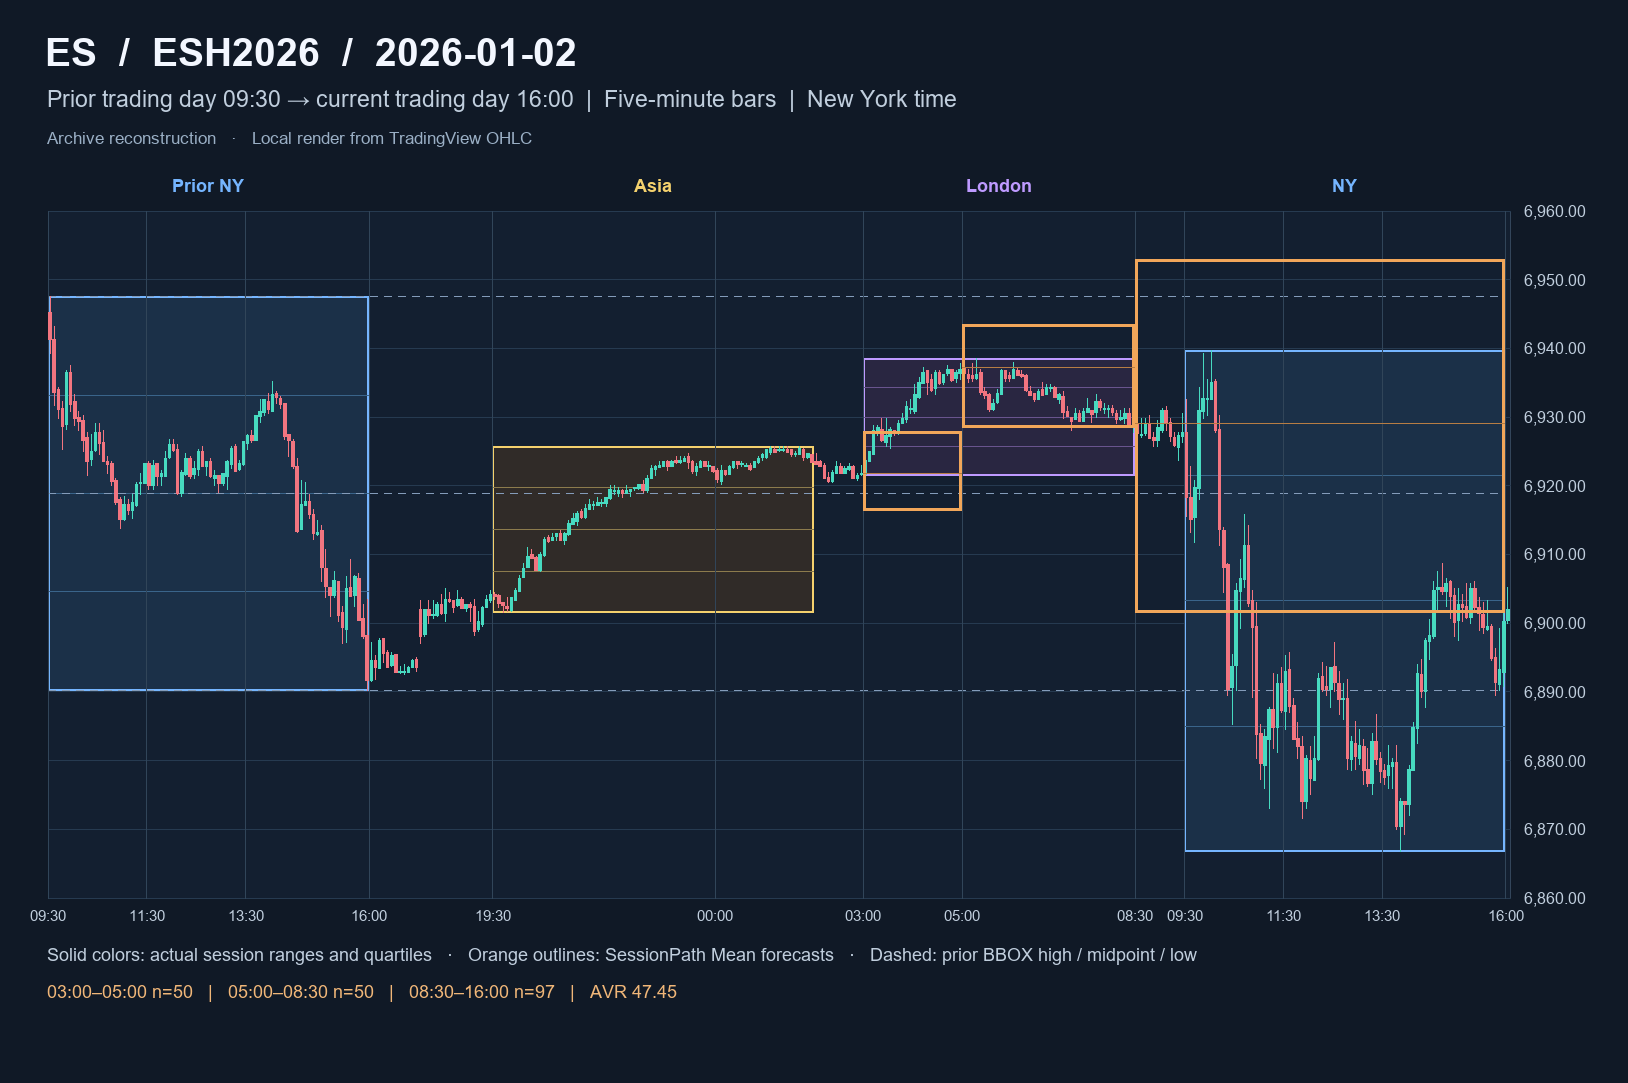 ES / ESH2026 / 2026-01-02
Prior trading day 09:30 → current trading day 16:00 | Five-minute bars | New York time
Archive reconstruction · Local render from TradingView OHLC
Prior NY Asia London NY
6,960.00
6,950.00
6,940.00
6,930.00
6,920.00
6,910.00
6,900.00
6,890.00
6,880.00
6,870.00
6,860.00
09:30 11:30 13:30 16:00 19:30 00:00 03:00 05:00 08:30 09:30 11:30 13:30 16:00
Solid colors: actual session ranges and quartiles · Orange outlines: SessionPath Mean forecasts · Dashed: prior BBOX high / midpoint / low
03:00–05:00 n=50 | 05:00–08:30 n=50 | 08:30–16:00 n=97 | AVR 47.45